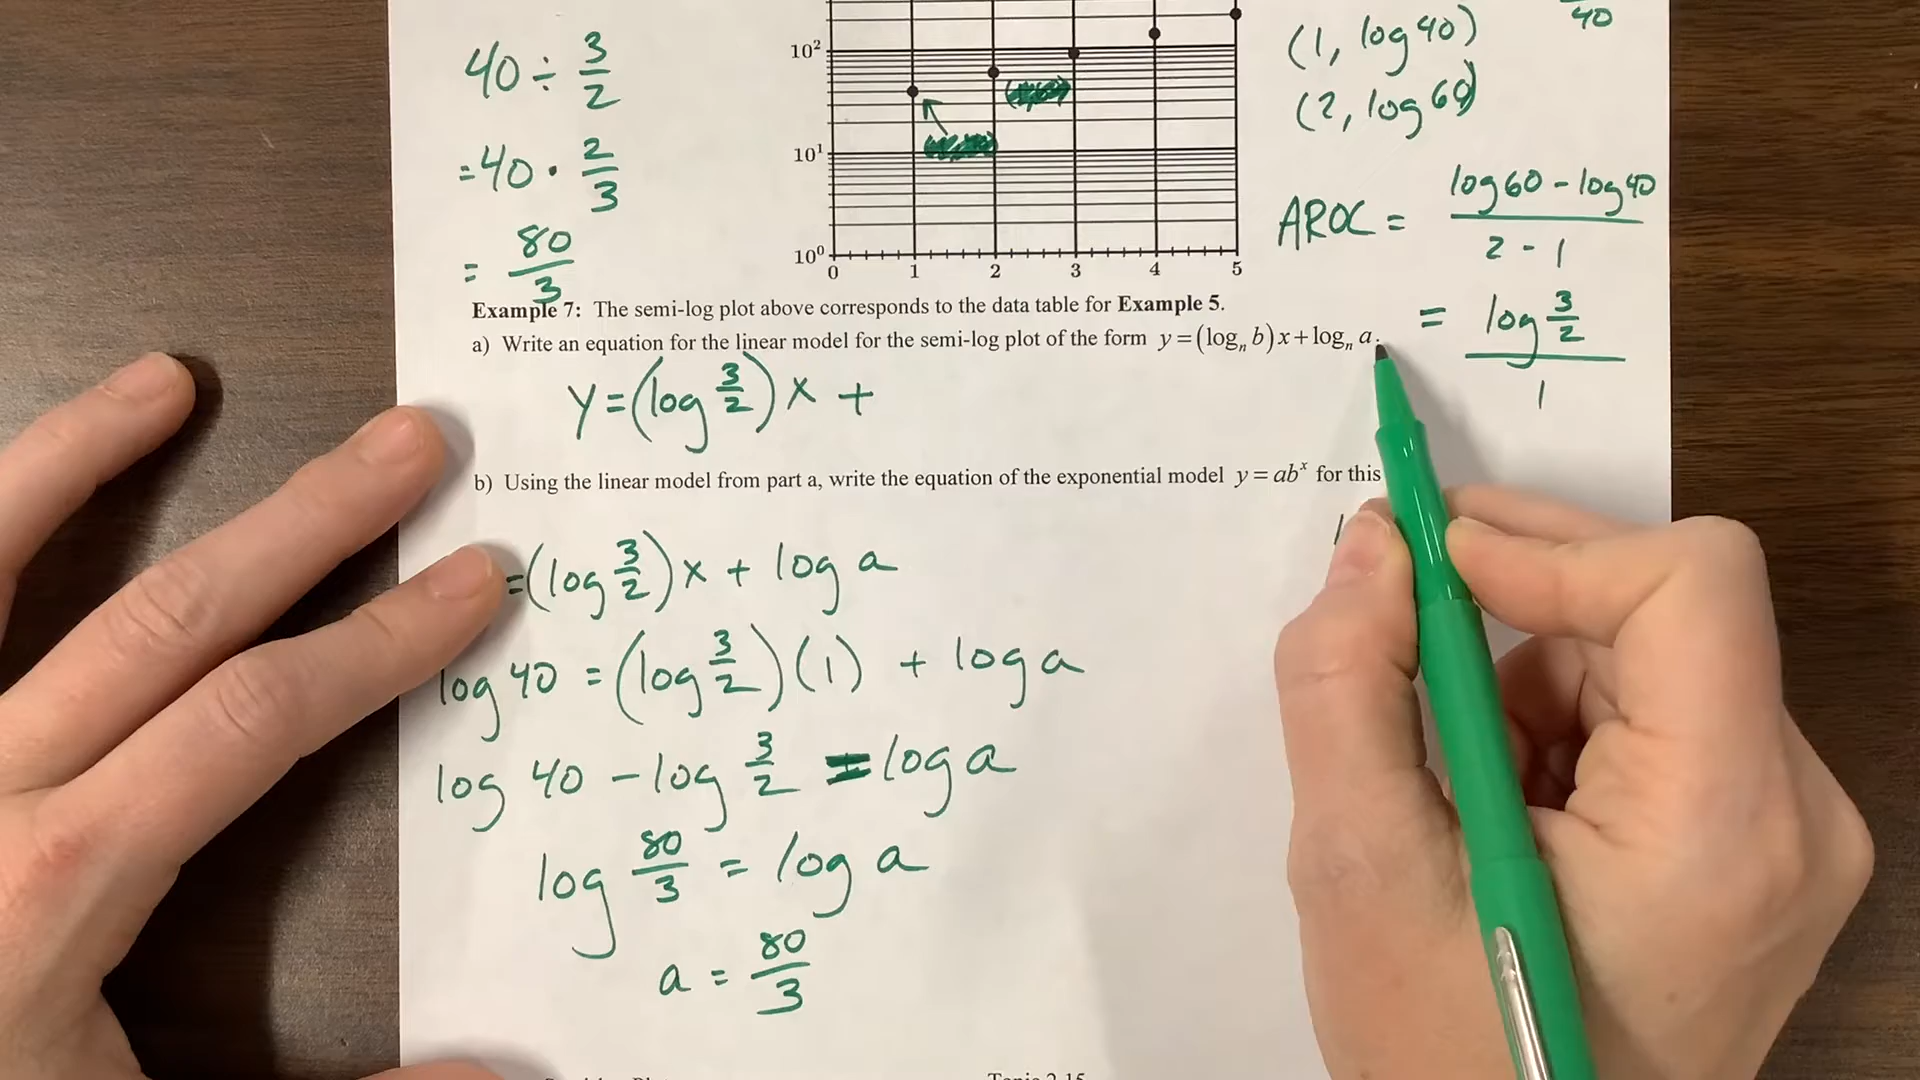 40 ÷ 3/2
= 40 · 2/3
= 80/3
10²
10¹
10⁰
0 1 2 3 4 5
40
(1, log 40)
(2, log 60)
AROC = (log 60 - log 40)/(2 - 1)
= (log 3/2)/1
Example 7: The semi-log plot above corresponds to the data table for Example 5.
a) Write an equation for the linear model for the semi-log plot of the form y = (logₙ b)x + logₙ a.
y = (log 3/2) x +
b) Using the linear model from part a, write the equation of the exponential model y = abˣ for this
= (log 3/2) x + log a
log 40 = (log 3/2)(1) + log a
log 40 - log 3/2 = log a
log 80/3 = log a
a = 80/3
Topic 2.15